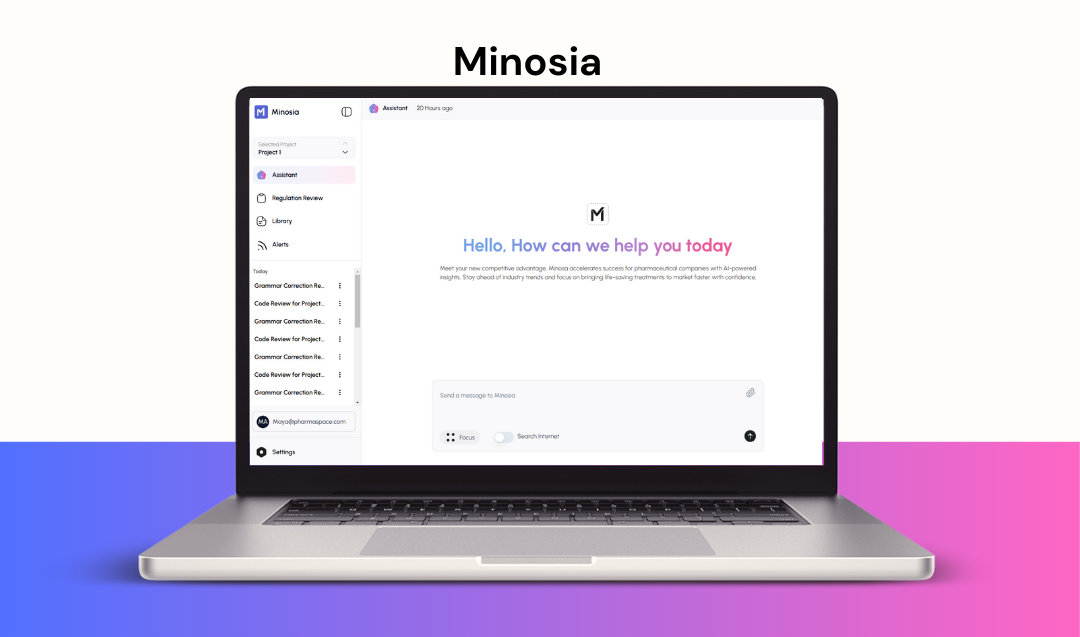 Minosia
Minosia
Assistant 20 Hours ago
Selected Project
Project 1
Assistant
Regulation Review
Library
Alerts
Today
Grammar Correction Re...
Code Review for Project...
Grammar Correction Re...
Code Review for Project...
Grammar Correction Re...
Code Review for Project...
Grammar Correction Re...
MA Maya@pharmaspace.com
Settings
M
Hello, How can we help you today
Meet your new competitive advantage. Minosa accelerates success for pharmaceutical companies with AI-powered
insights. Stay ahead of industry trends and focus on bringing life-saving treatments to market faster with confidence.
Send a message to Minosia
Focus Search Internet